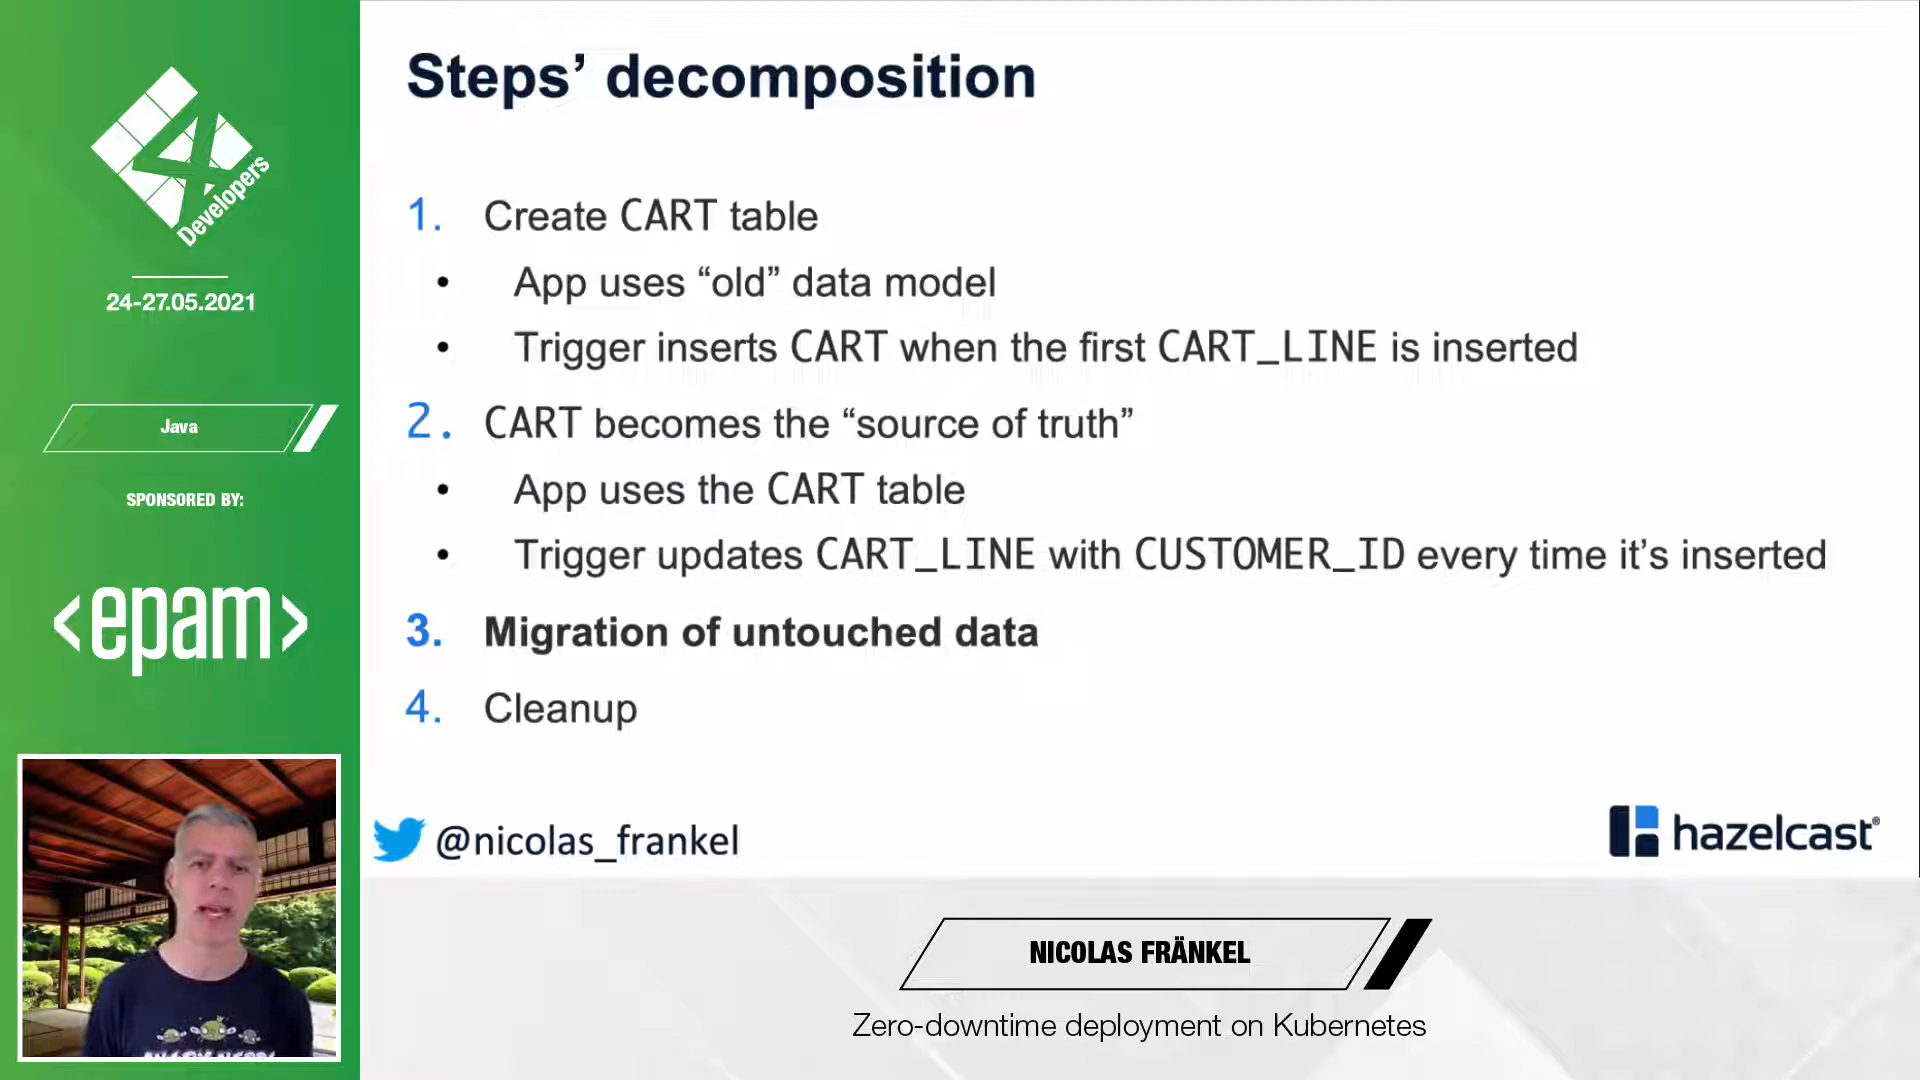 4
Developers
24-27.05.2021
Java
SPONSORED BY:
<epam>
Steps’ decomposition
1. Create CART table
• App uses “old” data model
• Trigger inserts CART when the first CART_LINE is inserted
2. CART becomes the “source of truth”
• App uses the CART table
• Trigger updates CART_LINE with CUSTOMER_ID every time it’s inserted
3. Migration of untouched data
4. Cleanup
@nicolas_frankel
hazelcast®
NICOLAS FRÄNKEL
Zero-downtime deployment on Kubernetes